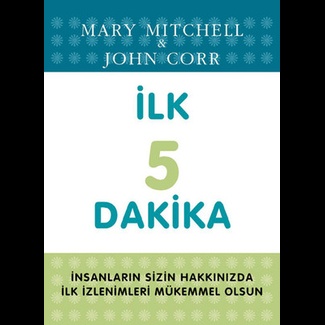 MARY MITCHELL
&
JOHN CORR
İLK
5
DAKİKA
İNSANLARIN SİZİN HAKKINIZDA
İLK İZLENİMLERİ MÜKEMMEL OLSUN